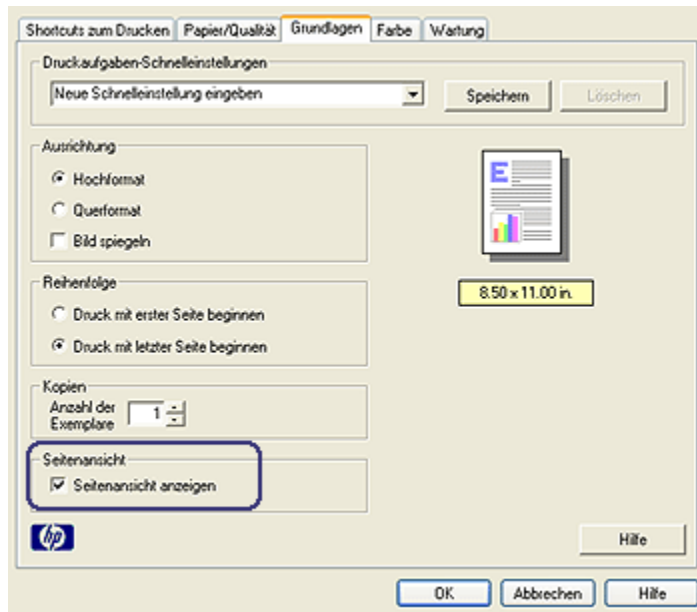 Shortcuts zum Drucken Papier/Qualität Grundlagen Farbe Wartung
Druckaufgaben-Schnelleinstellungen
Neue Schnelleinstellung eingeben Speichern Löschen
Ausrichtung
Hochformat
Querformat
Bild spiegeln
E
8.50 x 11.00 in.
Reihenfolge
Druck mit erster Seite beginnen
Druck mit letzter Seite beginnen
Kopien
Anzahl der
Exemplare 1
Seitenansicht
Seitenansicht anzeigen
hp
Hilfe
OK Abbrechen Hilfe